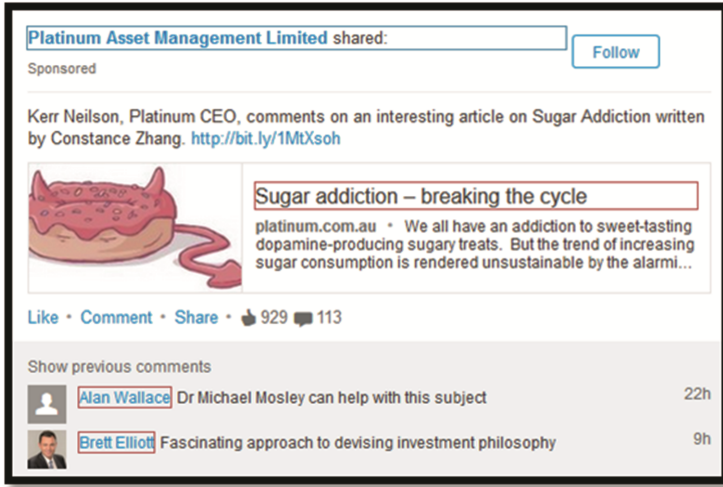 Platinum Asset Management Limited shared:
Follow
Sponsored
Kerr Neilson, Platinum CEO, comments on an interesting article on Sugar Addiction written
by Constance Zhang. http://bit.ly/1MtXsoh
Sugar addiction – breaking the cycle
platinum.com.au • We all have an addiction to sweet-tasting
dopamine-producing sugary treats. But the trend of increasing
sugar consumption is rendered unsustainable by the alarmi...
Like • Comment • Share • 929 113
Show previous comments
Alan Wallace Dr Michael Mosley can help with this subject 22h
Brett Elliott Fascinating approach to devising investment philosophy 9h